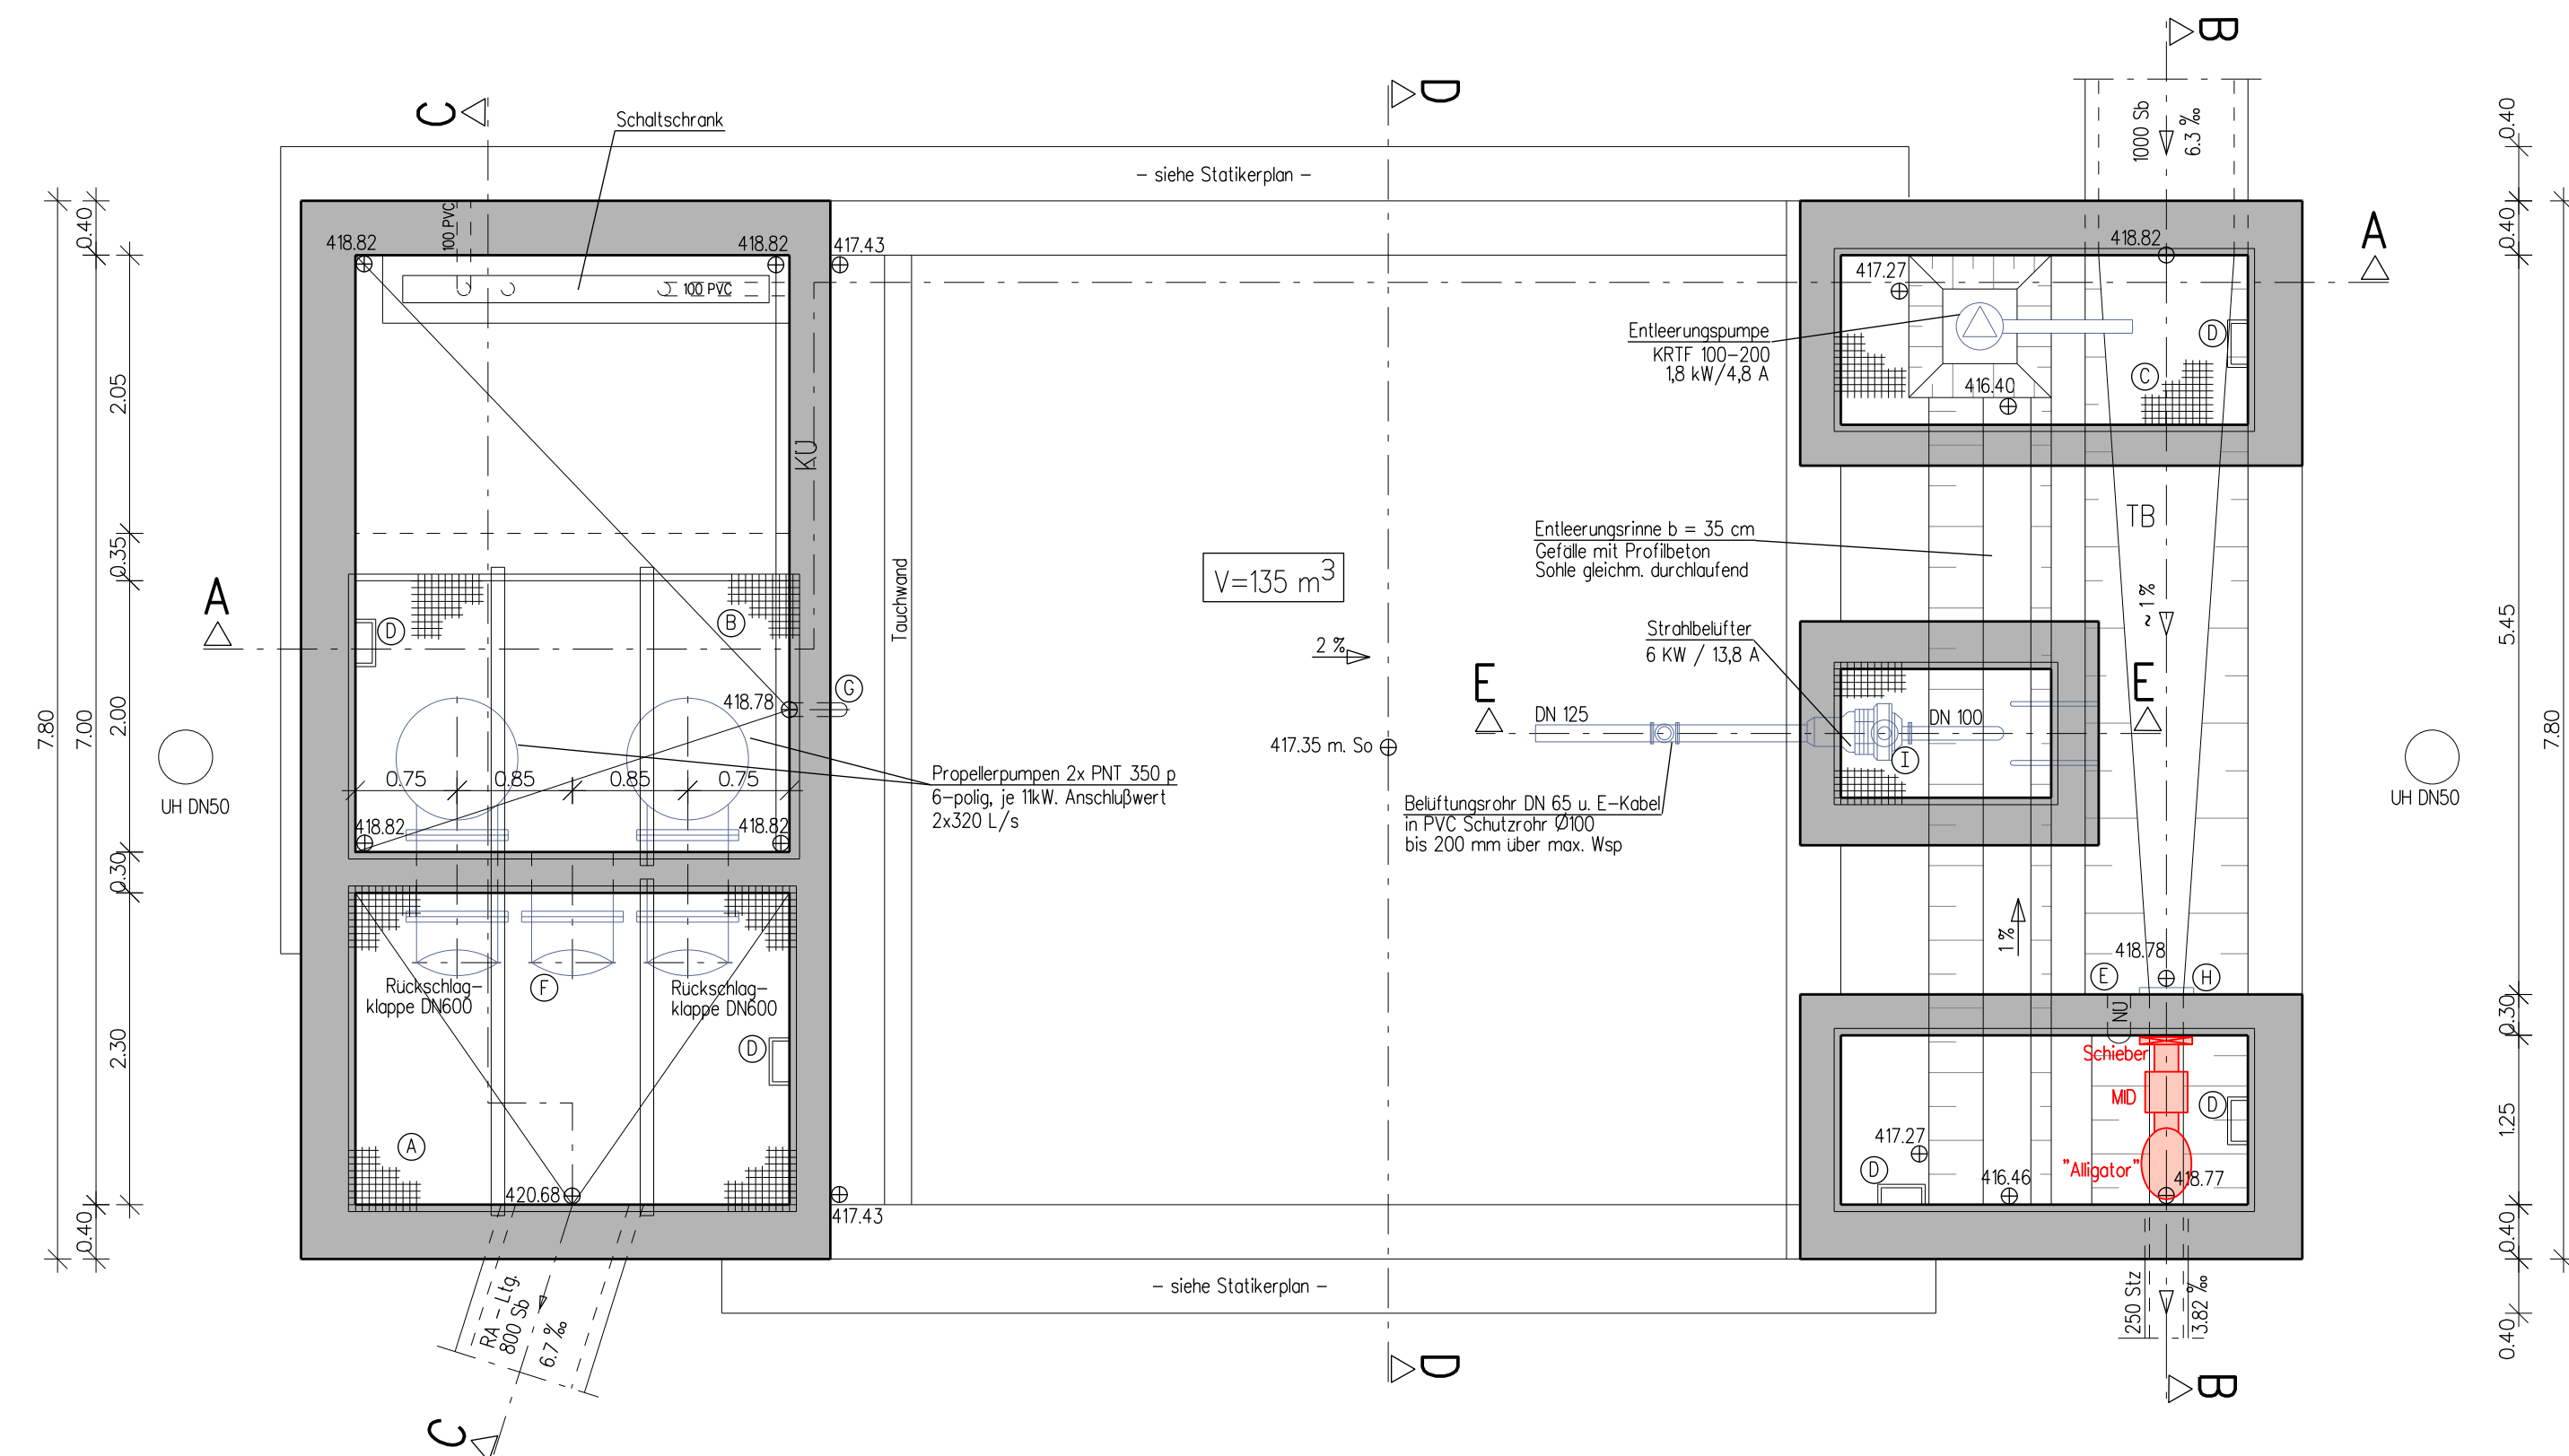 B
D
C
Schaltschrank
– siehe Statikerplan –
1000 Sb
6.3 ‰
0.40
0.40
0.40
100 PVC
418.82
418.82
417.43
418.82
A
100 PVC
417.27
Entleerungspumpe
KRTF 100–200
1,8 kW/4,8 A
D
C
416.40
2.05
KÜ
TB
Entleerungsrinne b = 35 cm
Gefälle mit Profilbeton
Sohle gleichm. durchlaufend
0.35
V=135 m³
Tauchwand
A
D
B
2 %
Strahlbelüfter
6 KW / 13,8 A
~ 1 %
5.45
E
E
G
418.78
DN 125
DN 100
417.35 m. So
I
7.80
7.00
2.00
7.80
UH DN50
UH DN50
0.75
0.85
0.85
0.75
Propellerpumpen 2x PNT 350 p
6–polig, je 11kW. Anschlußwert
2x320 L/s
Belüftungsrohr DN 65 u. E–Kabel
in PVC Schutzrohr Ø100
bis 200 mm über max. Wsp
418.82
418.82
0.30
1 %
418.78
E
H
Rückschlag–
klappe DN600
F
Rückschlag–
klappe DN600
NÜ
0.30
2.30
D
Schieber
MID
D
1.25
A
417.27
D
"Alligator"
418.77
416.46
420.68
417.43
0.40
0.40
– siehe Statikerplan –
RA – Ltg.
800 Sb
6.7 ‰
250 Stz
3.82 ‰
0.40
D
B
C